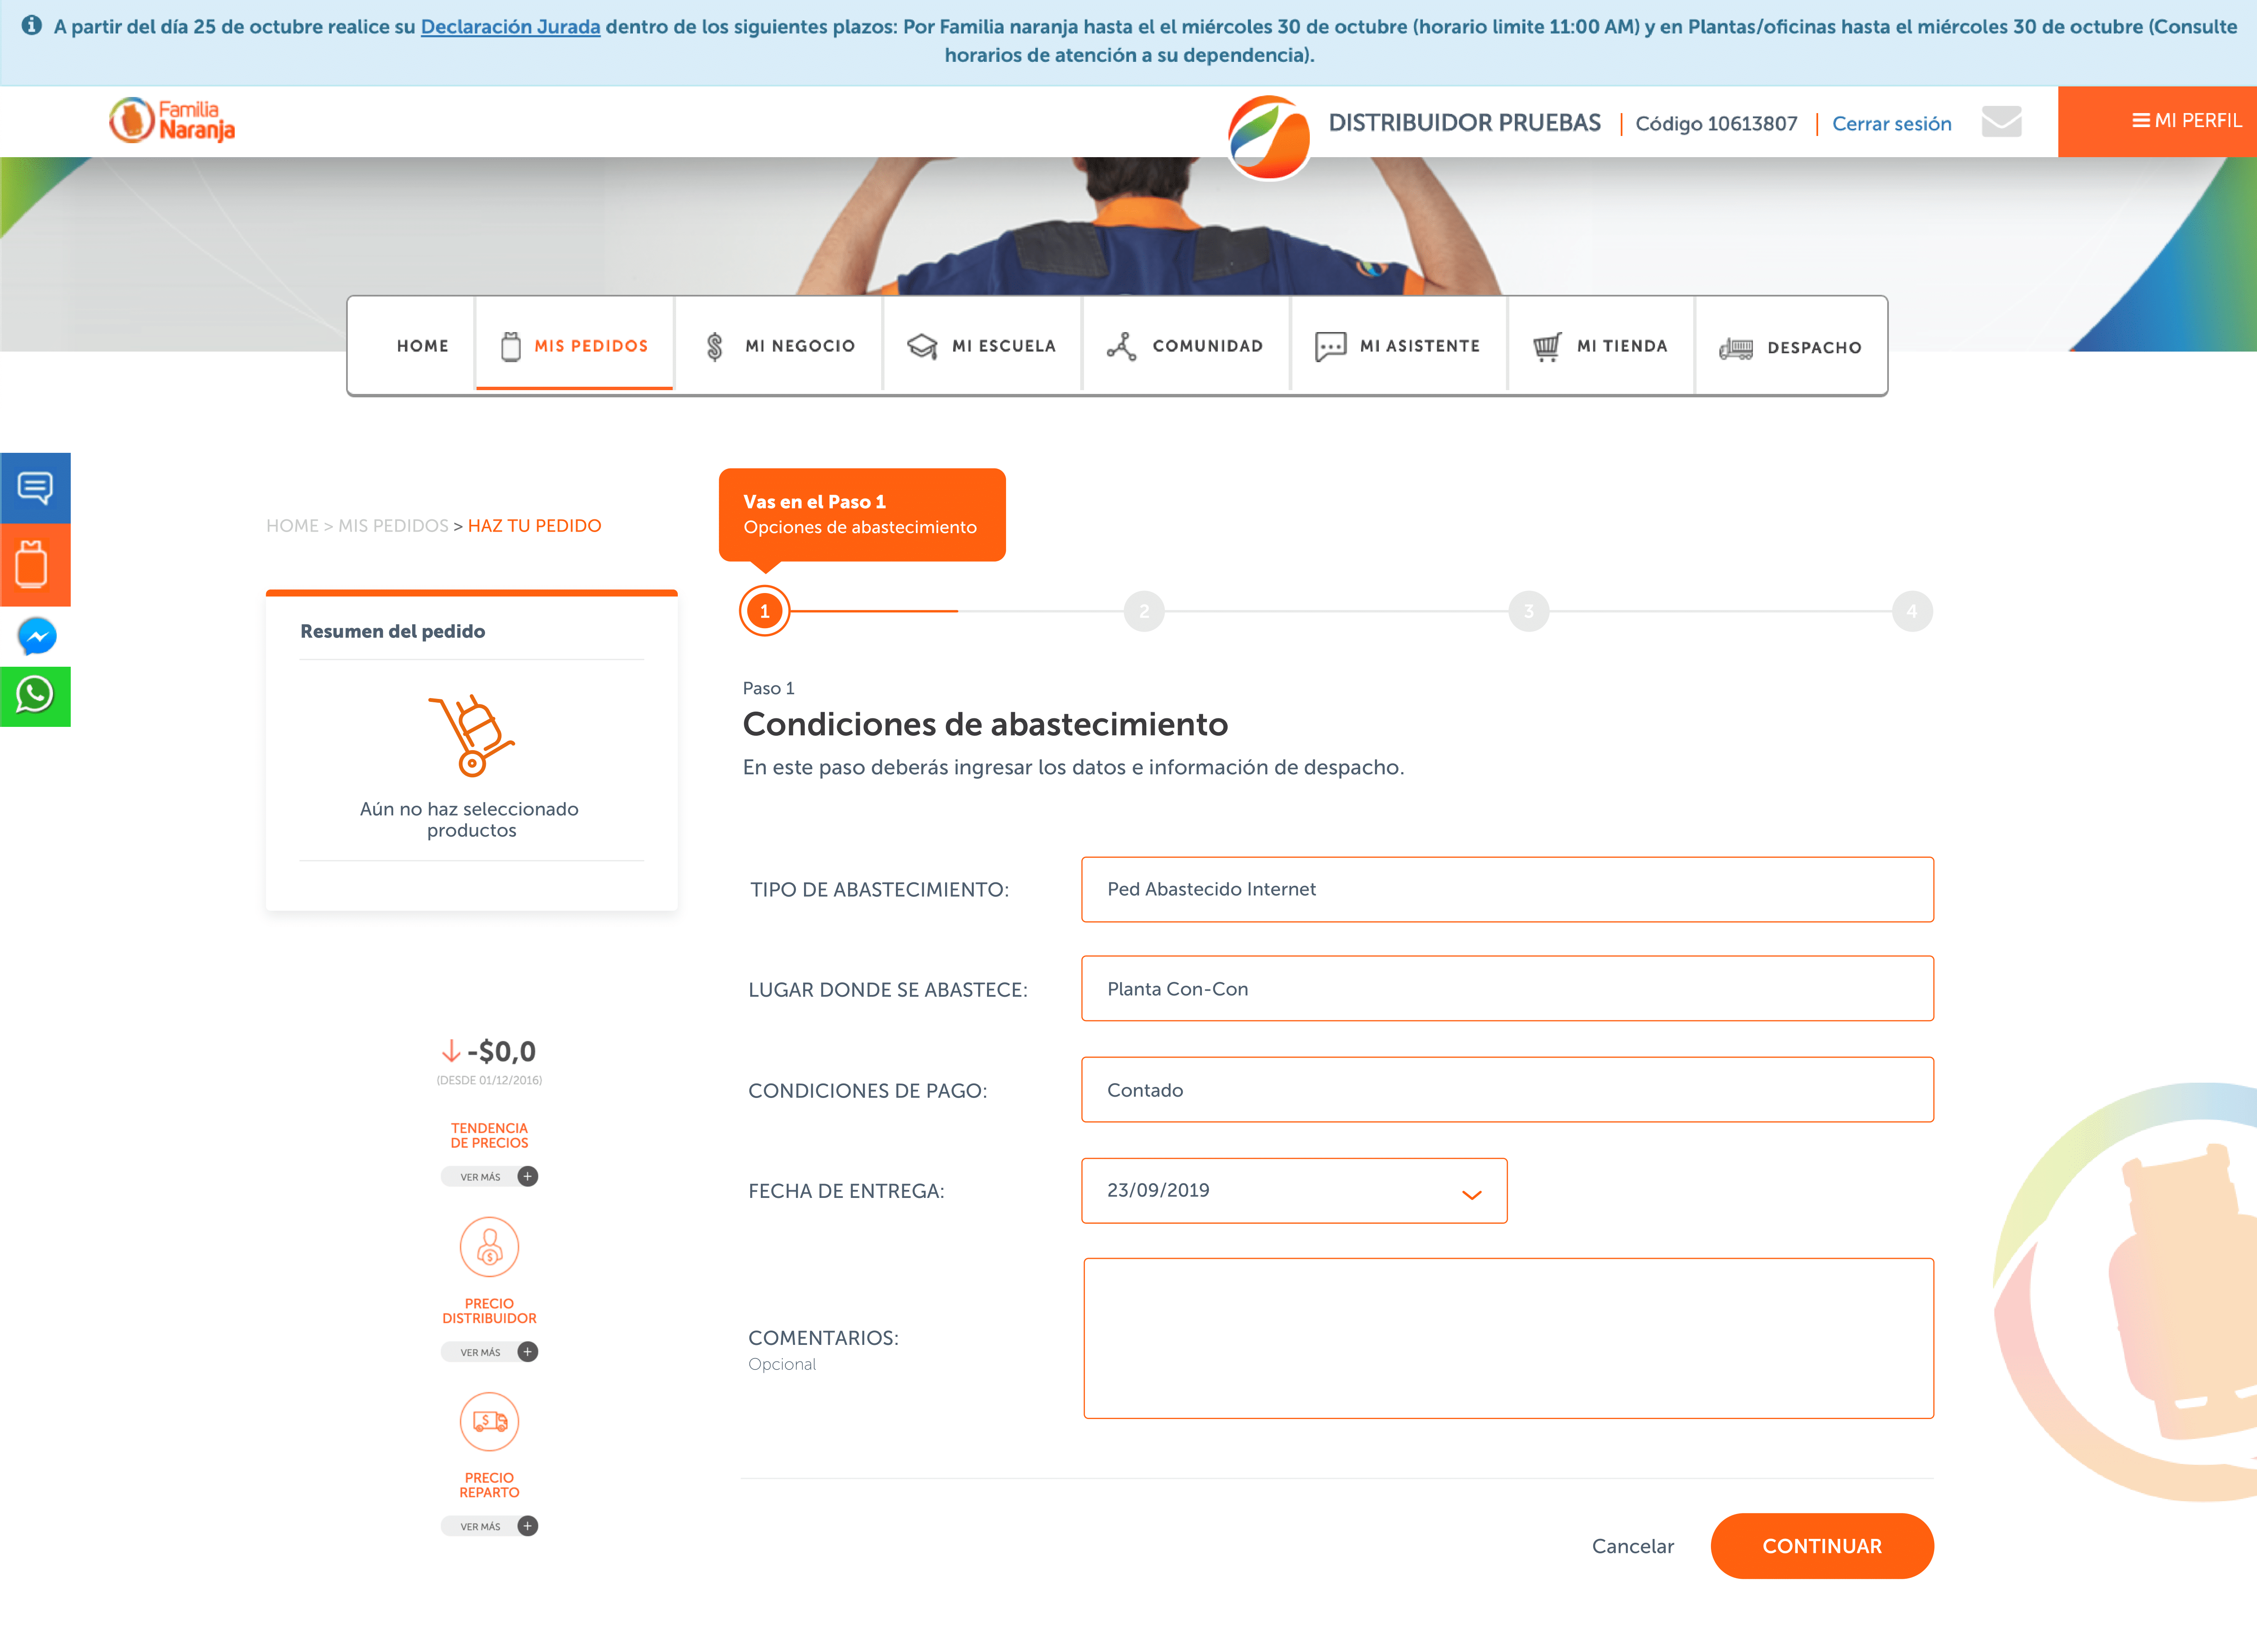 A partir del día 25 de octubre realice su Declaración Jurada dentro de los siguientes plazos: Por Familia naranja hasta el el miércoles 30 de octubre (horario limite 11:00 AM) y en Plantas/oficinas hasta el miércoles 30 de octubre (Consulte
horarios de atención a su dependencia).
Familia
Naranja
DISTRIBUIDOR PRUEBAS | Código 10613807 | Cerrar sesión
MI PERFIL
HOME
MIS PEDIDOS
MI NEGOCIO
MI ESCUELA
COMUNIDAD
MI ASISTENTE
MI TIENDA
DESPACHO
HOME > MIS PEDIDOS > HAZ TU PEDIDO
Vas en el Paso 1
Opciones de abastecimiento
1
2
3
4
Resumen del pedido
Aún no haz seleccionado
productos
-$0,0
(DESDE 01/12/2016)
TENDENCIA
DE PRECIOS
VER MÁS +
PRECIO
DISTRIBUIDOR
VER MÁS +
PRECIO
REPARTO
VER MÁS +
Paso 1
Condiciones de abastecimiento
En este paso deberás ingresar los datos e información de despacho.
TIPO DE ABASTECIMIENTO:
Ped Abastecido Internet
LUGAR DONDE SE ABASTECE:
Planta Con-Con
CONDICIONES DE PAGO:
Contado
FECHA DE ENTREGA:
23/09/2019
COMENTARIOS:
Opcional
Cancelar
CONTINUAR